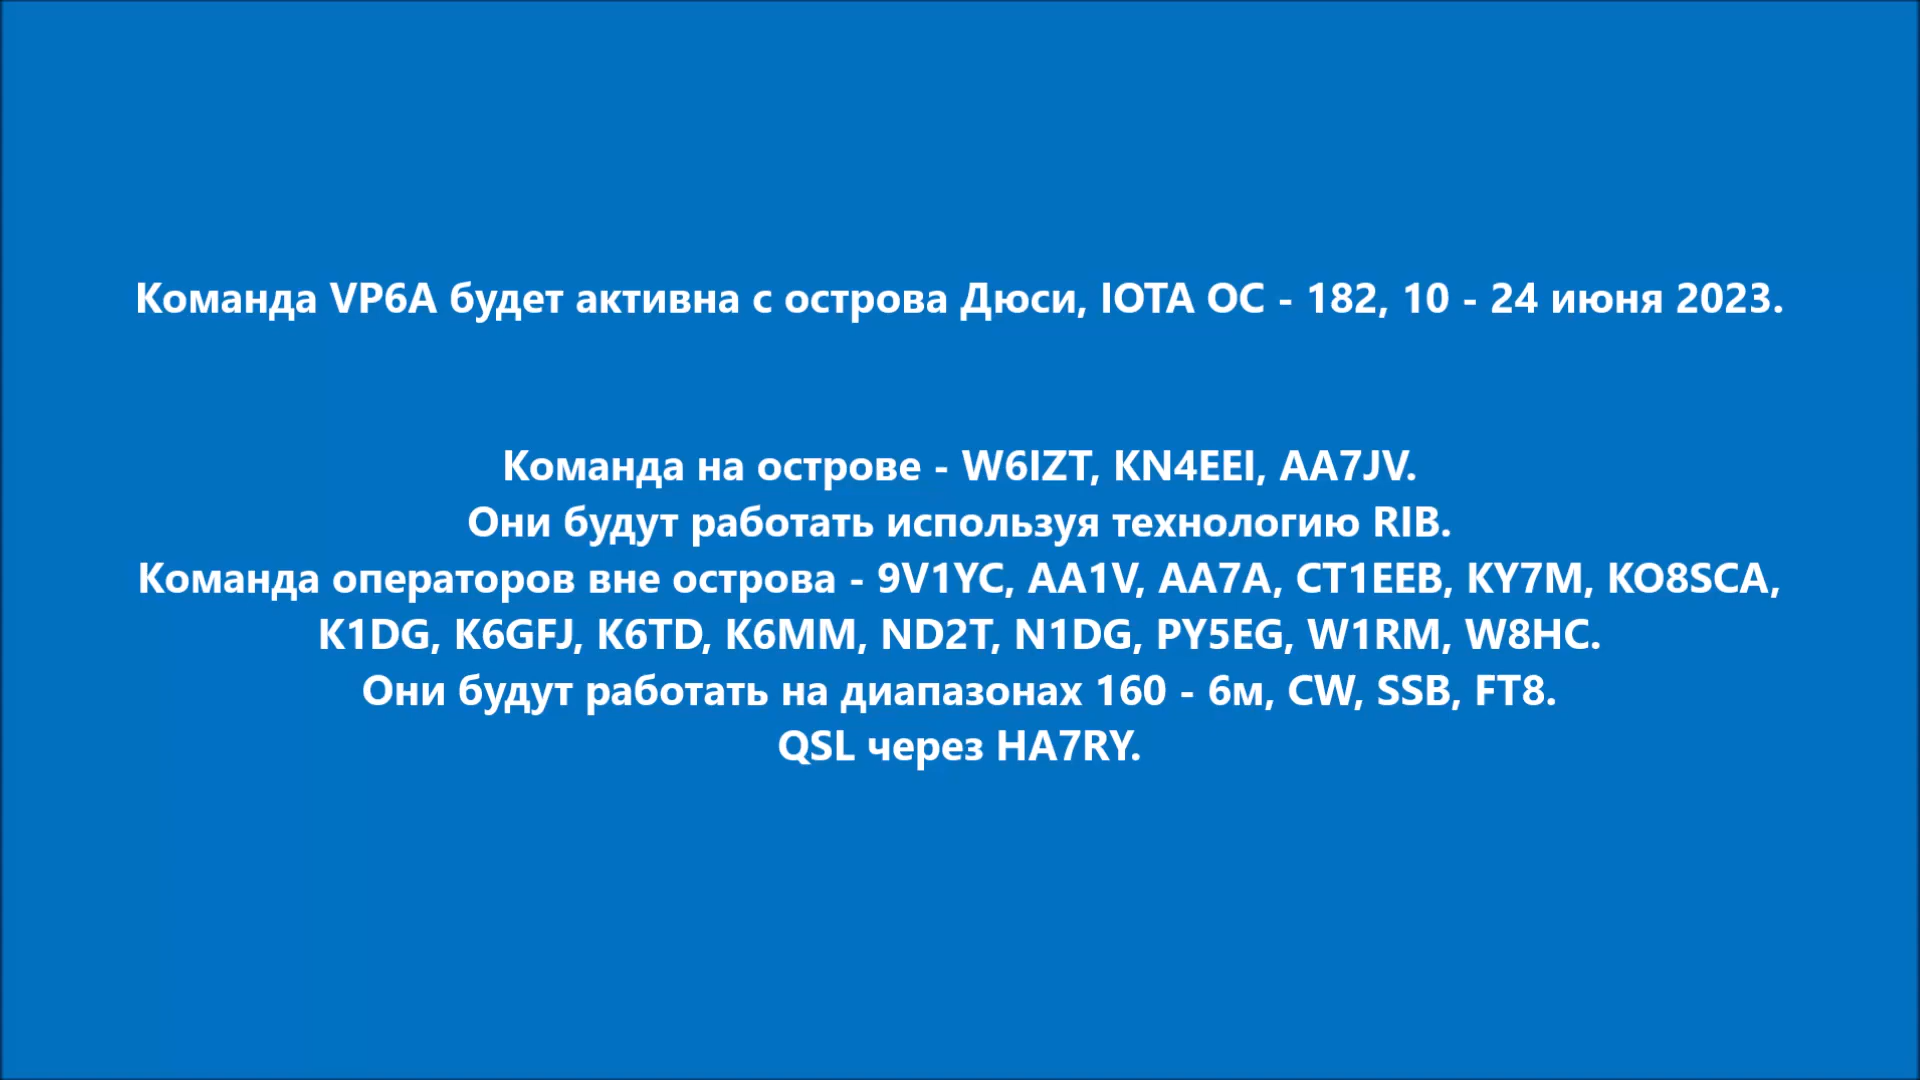 Команда VP6A будет активна с острова Дюси, IOTA OC - 182, 10 - 24 июня 2023.
Команда на острове - W6IZT, KN4EEI, AA7JV.
Они будут работать используя технологию RIB.
Команда операторов вне острова - 9V1YC, AA1V, AA7A, CT1EEB, KY7M, KO8SCA,
K1DG, K6GFJ, K6TD, K6MM, ND2T, N1DG, PY5EG, W1RM, W8HC.
Они будут работать на диапазонах 160 - 6м, CW, SSB, FT8.
QSL через HA7RY.